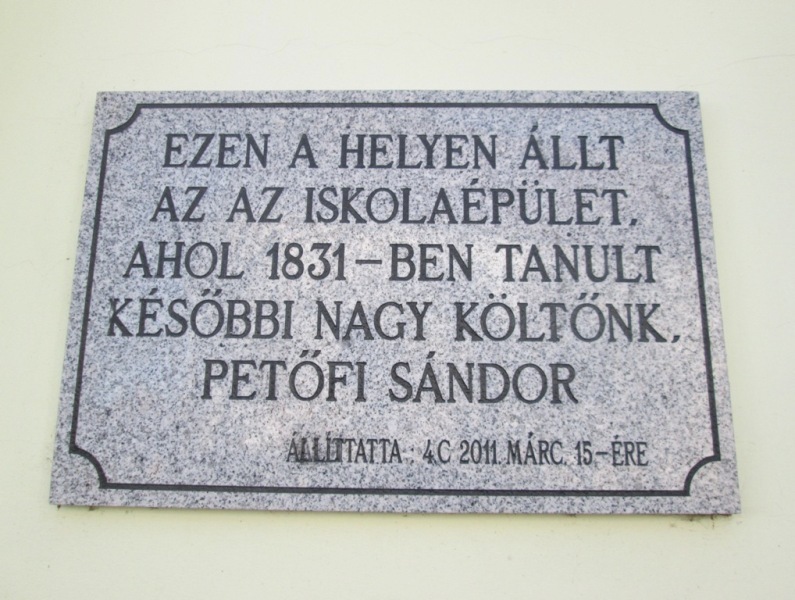 EZEN A HELYEN ÁLLT
AZ AZ ISKOLAÉPÜLET,
AHOL 1831-BEN TANULT
KÉSŐBBI NAGY KÖLTŐNK,
PETŐFI SÁNDOR
ÁLLÍTTATTA: 4.C 2011. MÁRC. 15-ÉRE